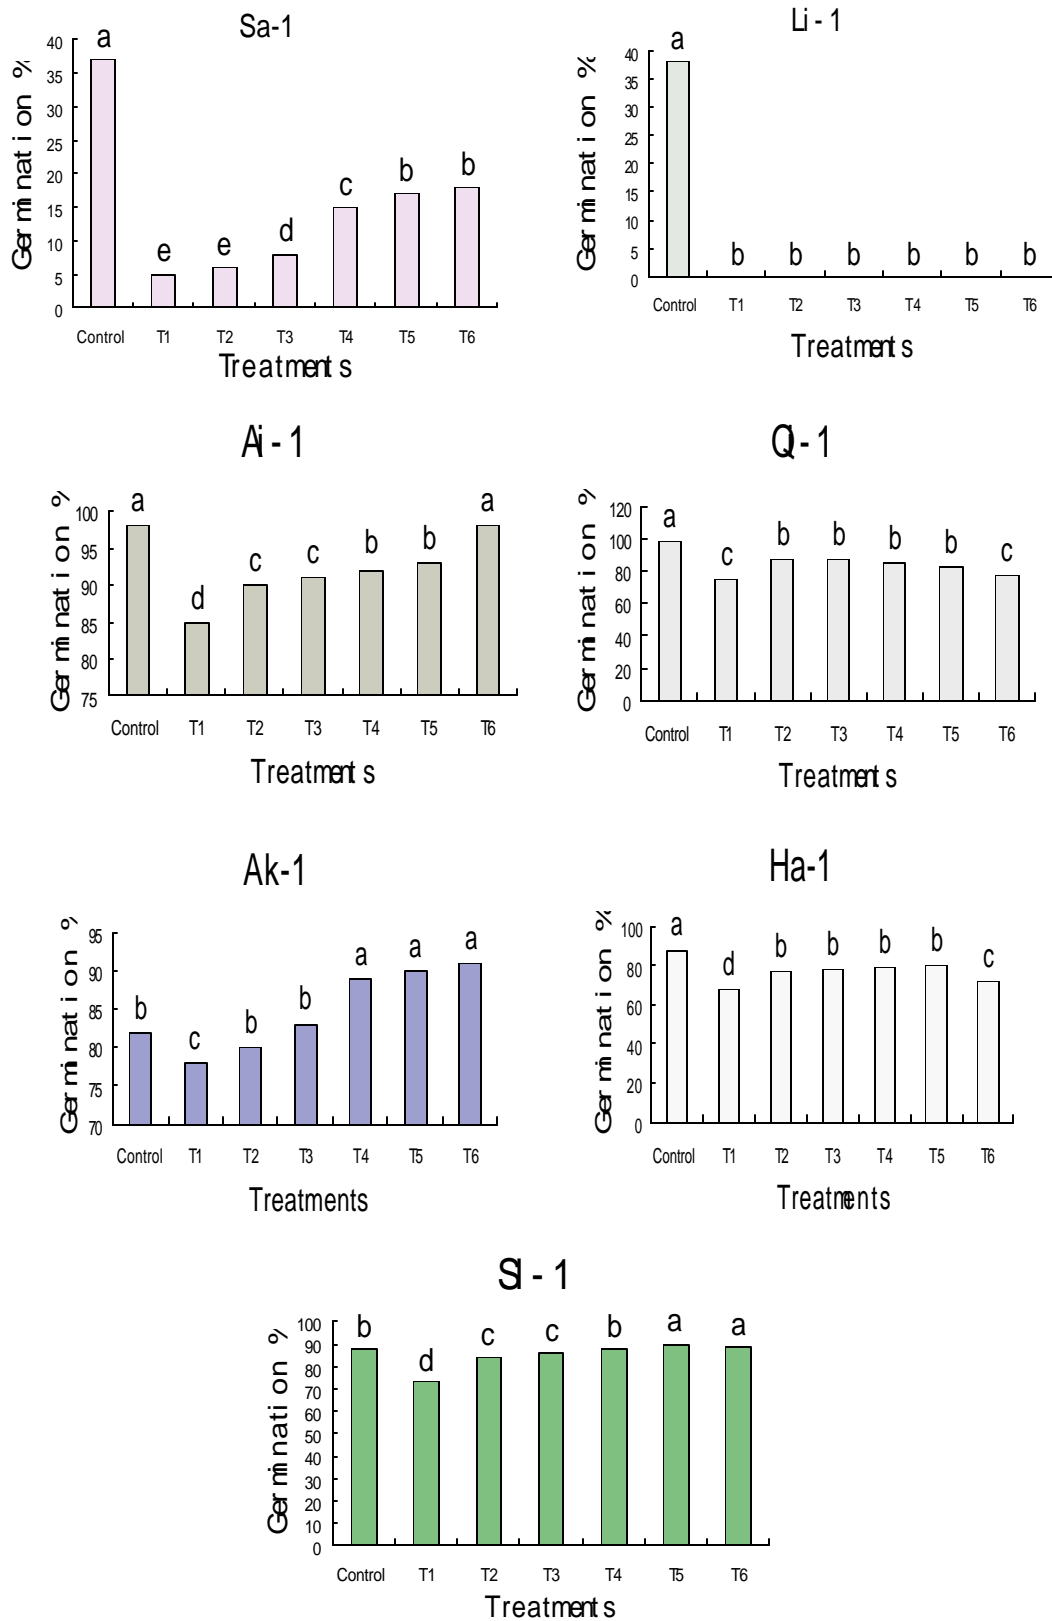 Sa-1
Germination %
40
35
30
25
20
15
10
5
0
a
e
e
d
c
b
b
Control T1 T2 T3 T4 T5 T6
Treatments
Li-1
Germination %
40
35
30
25
20
15
10
5
0
a
b b b b b b
Control T1 T2 T3 T4 T5 T6
Treatments
Ai-1
Germination %
100
95
90
85
80
75
a
d
c
c
b
b
a
Control T1 T2 T3 T4 T5 T6
Treatments
QI-1
Germination %
120
100
80
60
40
20
0
a
c
b
b
b
b
c
Control T1 T2 T3 T4 T5 T6
Treatments
Ak-1
Germination %
95
90
85
80
75
70
b
c
b
b
a
a
a
Control T1 T2 T3 T4 T5 T6
Treatments
Ha-1
Germination %
100
80
60
40
20
0
a
d
b
b
b
b
c
Control T1 T2 T3 T4 T5 T6
Treatments
SI-1
Germination %
100
90
80
70
60
50
40
30
20
10
0
b
d
c
c
b
a
a
Control T1 T2 T3 T4 T5 T6
Treatments